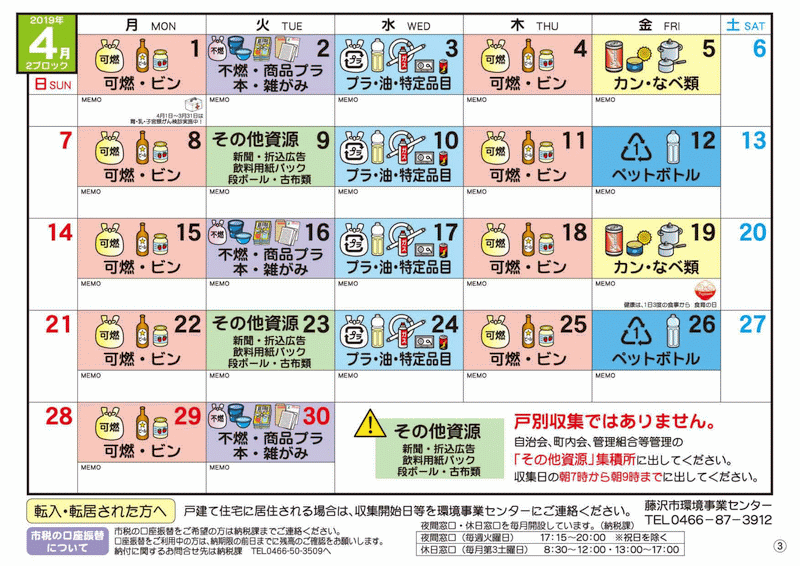 2019年
4月
2ブロック
日 SUN
月 MON
火 TUE
水 WED
木 THU
金 FRI
土 SAT
1
可燃
可燃・ビン
MEMO
4月1日〜3月31日は
胃・乳・子宮頸がん検診実施中！
2
不燃
不燃・商品プラ
本・雑がみ
MEMO
3
プラ
プラ・油・特定品目
MEMO
4
可燃
可燃・ビン
MEMO
5
カン・なべ類
MEMO
6
7
8
可燃
可燃・ビン
MEMO
9
その他資源
新聞・折込広告
飲料用紙パック
段ボール・古布類
MEMO
10
プラ
プラ・油・特定品目
MEMO
11
可燃
可燃・ビン
MEMO
12
1
ペットボトル
MEMO
13
14
15
可燃
可燃・ビン
MEMO
16
不燃
不燃・商品プラ
本・雑がみ
MEMO
17
プラ
プラ・油・特定品目
MEMO
18
可燃
可燃・ビン
MEMO
19
カン・なべ類
MEMO
健康は、1日3度の食事から 食育の日
20
21
22
可燃
可燃・ビン
MEMO
23
その他資源
新聞・折込広告
飲料用紙パック
段ボール・古布類
MEMO
24
プラ
プラ・油・特定品目
MEMO
25
可燃
可燃・ビン
MEMO
26
1
ペットボトル
MEMO
27
28
29
可燃
可燃・ビン
MEMO
30
不燃
不燃・商品プラ
本・雑がみ
MEMO
その他資源
新聞・折込広告
飲料用紙パック
段ボール・古布類
戸別収集ではありません。
自治会、町内会、管理組合等管理の
「その他資源」集積所に出してください。
収集日の朝7時から朝9時までに出してください。
転入・転居された方へ
戸建て住宅に居住される場合は、収集開始日等を環境事業センターにご連絡ください。
藤沢市環境事業センター
TEL0466－87－3912
市税の口座振替
について
市税の口座振替をご希望の方は納税課までご連絡ください。
口座振替をご利用中の方は、納期限の前日までに残高のご確認をお願いします。
納付に関するお問合せ先は納税課 TEL0466-50-3509へ
夜間窓口・休日窓口を毎月開設しています。（納税課）
夜間窓口（毎週火曜日） 17：15〜20：00 ※祝日を除く
休日窓口（毎月第3土曜日） 8：30〜12：00・13：00〜17：00
③